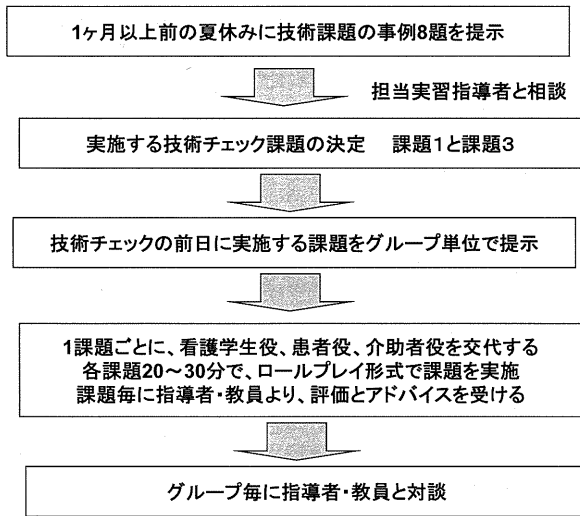 1ヶ月以上前の夏休みに技術課題の事例8題を提示
担当実習指導者と相談
実施する技術チェック課題の決定　課題1と課題3
技術チェックの前日に実施する課題をグループ単位で提示
1課題ごとに、看護学生役、患者役、介助者役を交代する
各課題20～30分で、ロールプレイ形式で課題を実施
課題毎に指導者・教員より、評価とアドバイスを受ける
グループ毎に指導者・教員と対談